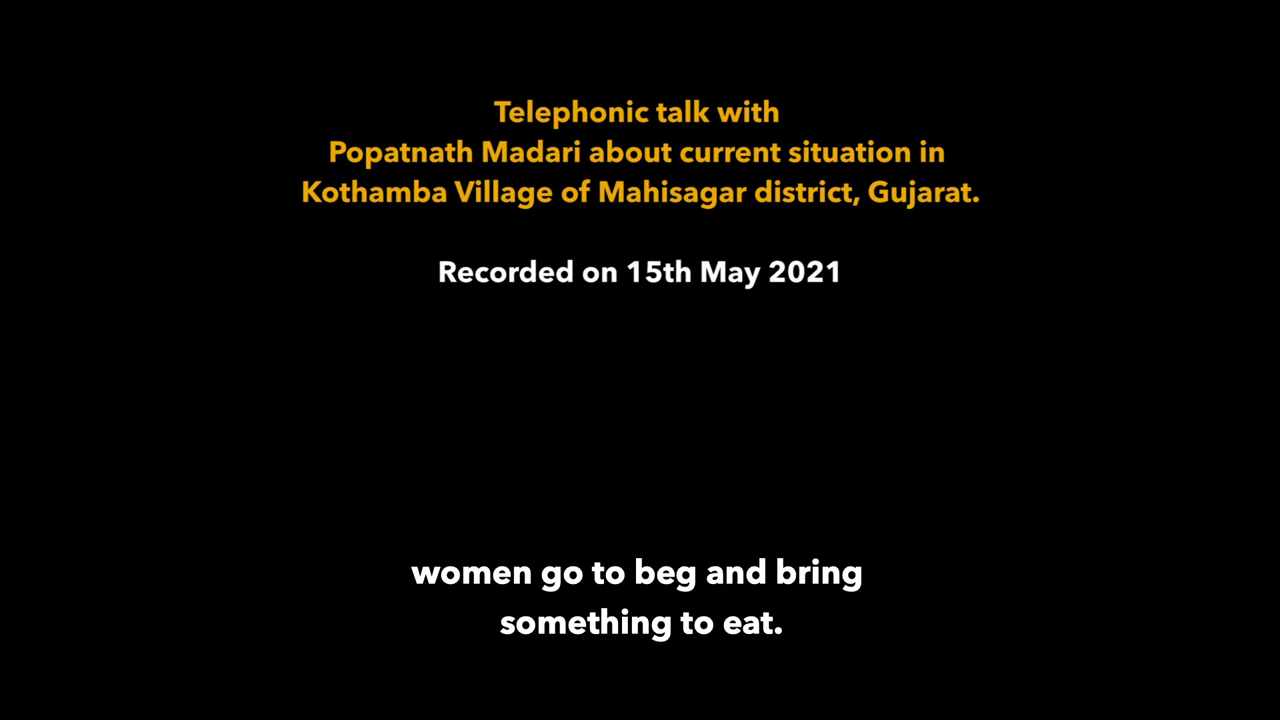 Telephonic talk with
Popatnath Madari about current situation in
Kothamba Village of Mahisagar district, Gujarat.
Recorded on 15th May 2021
women go to beg and bring
something to eat.